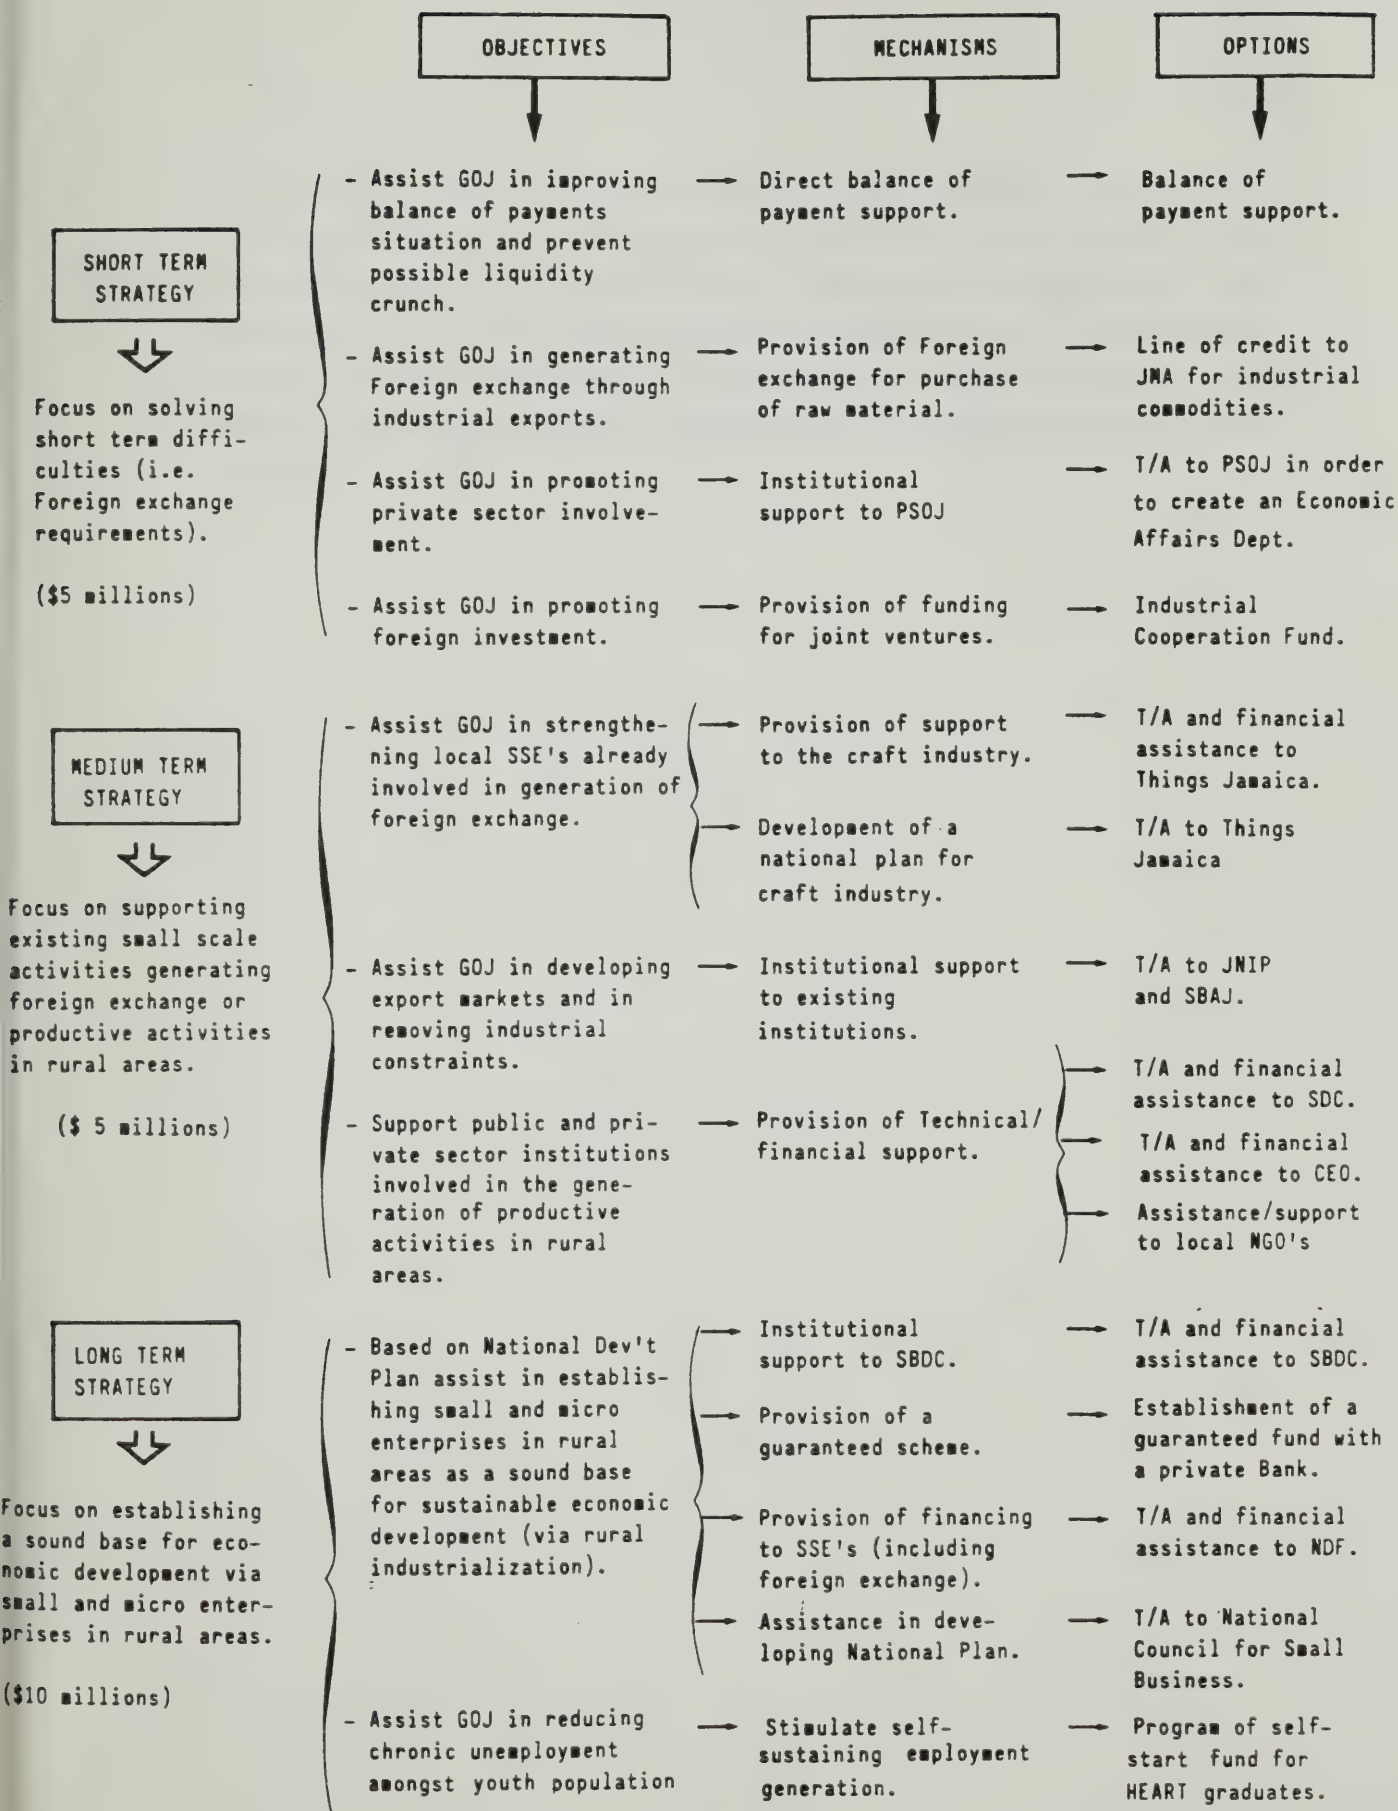 OBJECTIVES
MECHANISMS
OPTIONS
SHORT TERM
STRATEGY
Focus on solving
short term diffi-
culties (i.e.
Foreign exchange
requirements).
($5 millions)
- Assist GOJ in improving
balance of payments
situation and prevent
possible liquidity
crunch.
Direct balance of
payment support.
Balance of
payment support.
- Assist GOJ in generating
Foreign exchange through
industrial exports.
Provision of Foreign
exchange for purchase
of raw material.
Line of credit to
JMA for industrial
commodities.
- Assist GOJ in promoting
private sector involve-
ment.
Institutional
support to PSOJ
T/A to PSOJ in order
to create an Economic
Affairs Dept.
- Assist GOJ in promoting
foreign investment.
Provision of funding
for joint ventures.
Industrial
Cooperation Fund.
MEDIUM TERM
STRATEGY
Focus on supporting
existing small scale
activities generating
foreign exchange or
productive activities
in rural areas.
($ 5 millions)
- Assist GOJ in strengthe-
ning local SSE's already
involved in generation of
foreign exchange.
Provision of support
to the craft industry.
T/A and financial
assistance to
Things Jamaica.
Development of a
national plan for
craft industry.
T/A to Things
Jamaica
- Assist GOJ in developing
export markets and in
removing industrial
constraints.
Institutional support
to existing
institutions.
T/A to JNIP
and SBAJ.
- Support public and pri-
vate sector institutions
involved in the gene-
ration of productive
activities in rural
areas.
Provision of Technical/
financial support.
T/A and financial
assistance to SDC.
T/A and financial
assistance to CEO.
Assistance/support
to local NGO's
LONG TERM
STRATEGY
Focus on establishing
a sound base for eco-
nomic development via
small and micro enter-
prises in rural areas.
($10 millions)
- Based on National Dev't
Plan assist in establis-
hing small and micro
enterprises in rural
areas as a sound base
for sustainable economic
development (via rural
industrialization).
Institutional
support to SBDC.
T/A and financial
assistance to SBDC.
Provision of a
guaranteed scheme.
Establishment of a
guaranteed fund with
a private Bank.
Provision of financing
to SSE's (including
foreign exchange).
T/A and financial
assistance to NDF.
Assistance in deve-
loping National Plan.
T/A to National
Council for Small
Business.
- Assist GOJ in reducing
chronic unemployment
amongst youth population
Stimulate self-
sustaining employment
generation.
Program of self-
start fund for
HEART graduates.